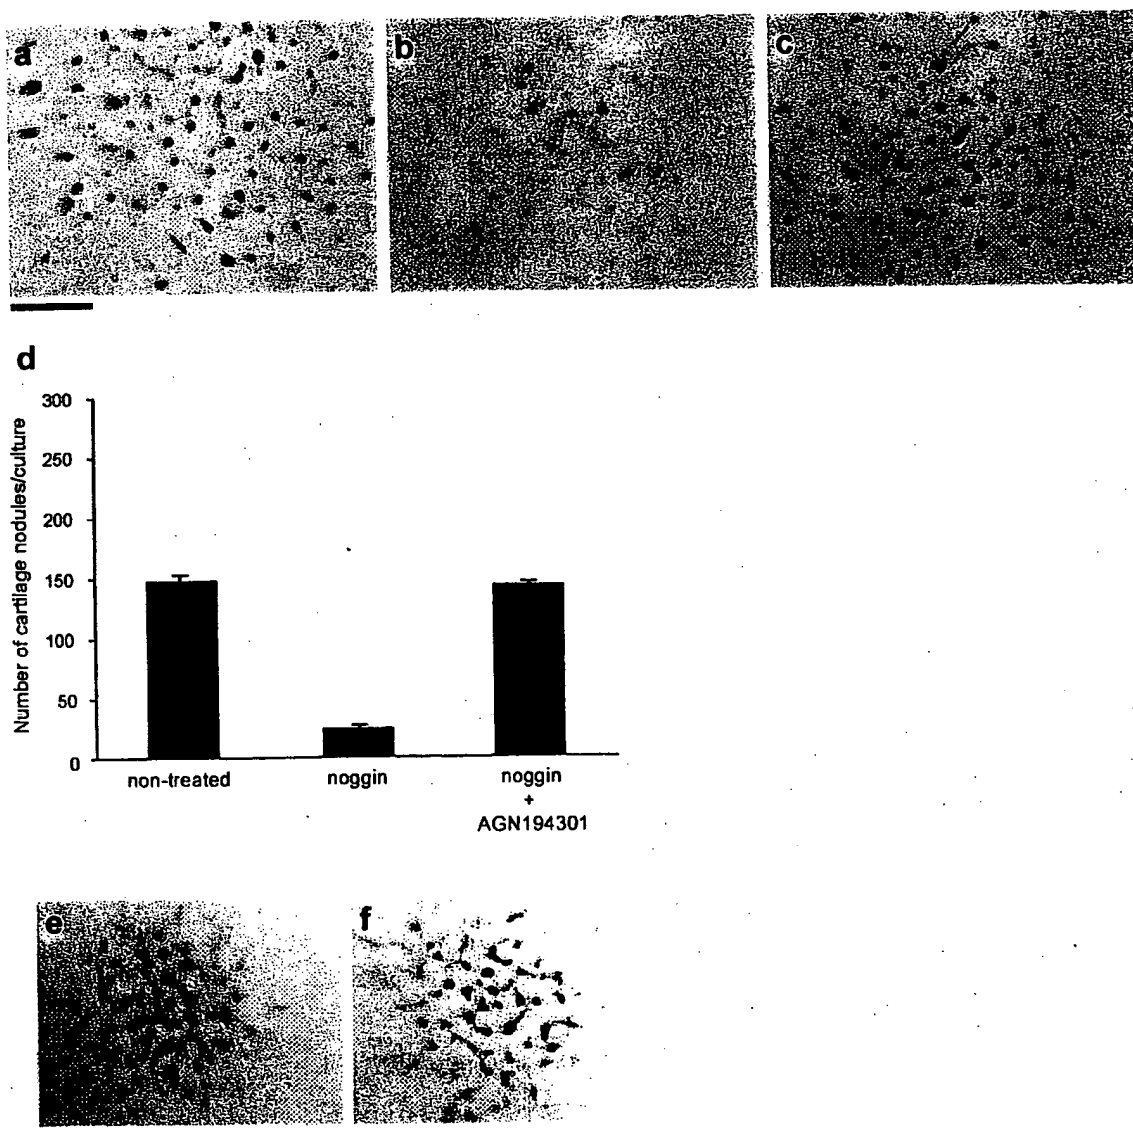 a
b
c
d
Number of cartilage nodules/culture
300
250
200
150
100
50
0
non-treated
noggin
noggin
+
AGN194301
e
f